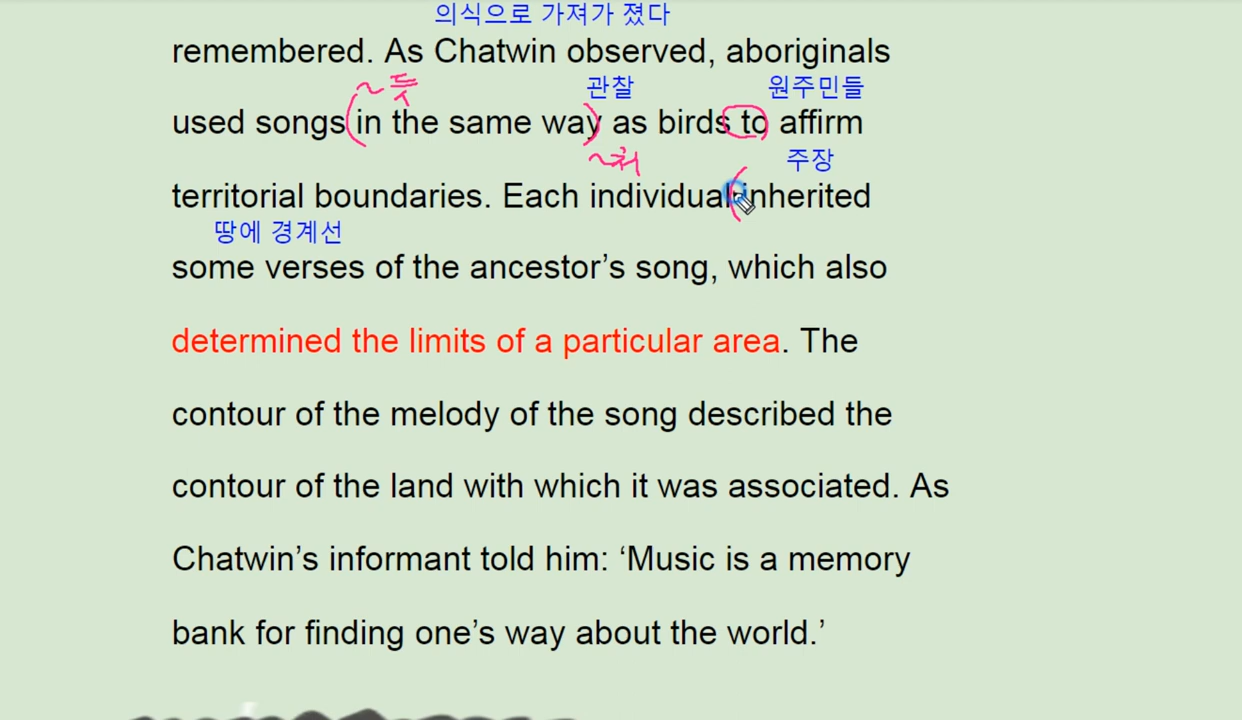 의식으로 가져가 졌다
remembered. As Chatwin observed, aboriginals
~듯 관찰 원주민들
used songs in the same way as birds to affirm
~처 주장
territorial boundaries. Each individual inherited
땅에 경계선
some verses of the ancestor’s song, which also
determined the limits of a particular area. The
contour of the melody of the song described the
contour of the land with which it was associated. As
Chatwin’s informant told him: ‘Music is a memory
bank for finding one’s way about the world.’